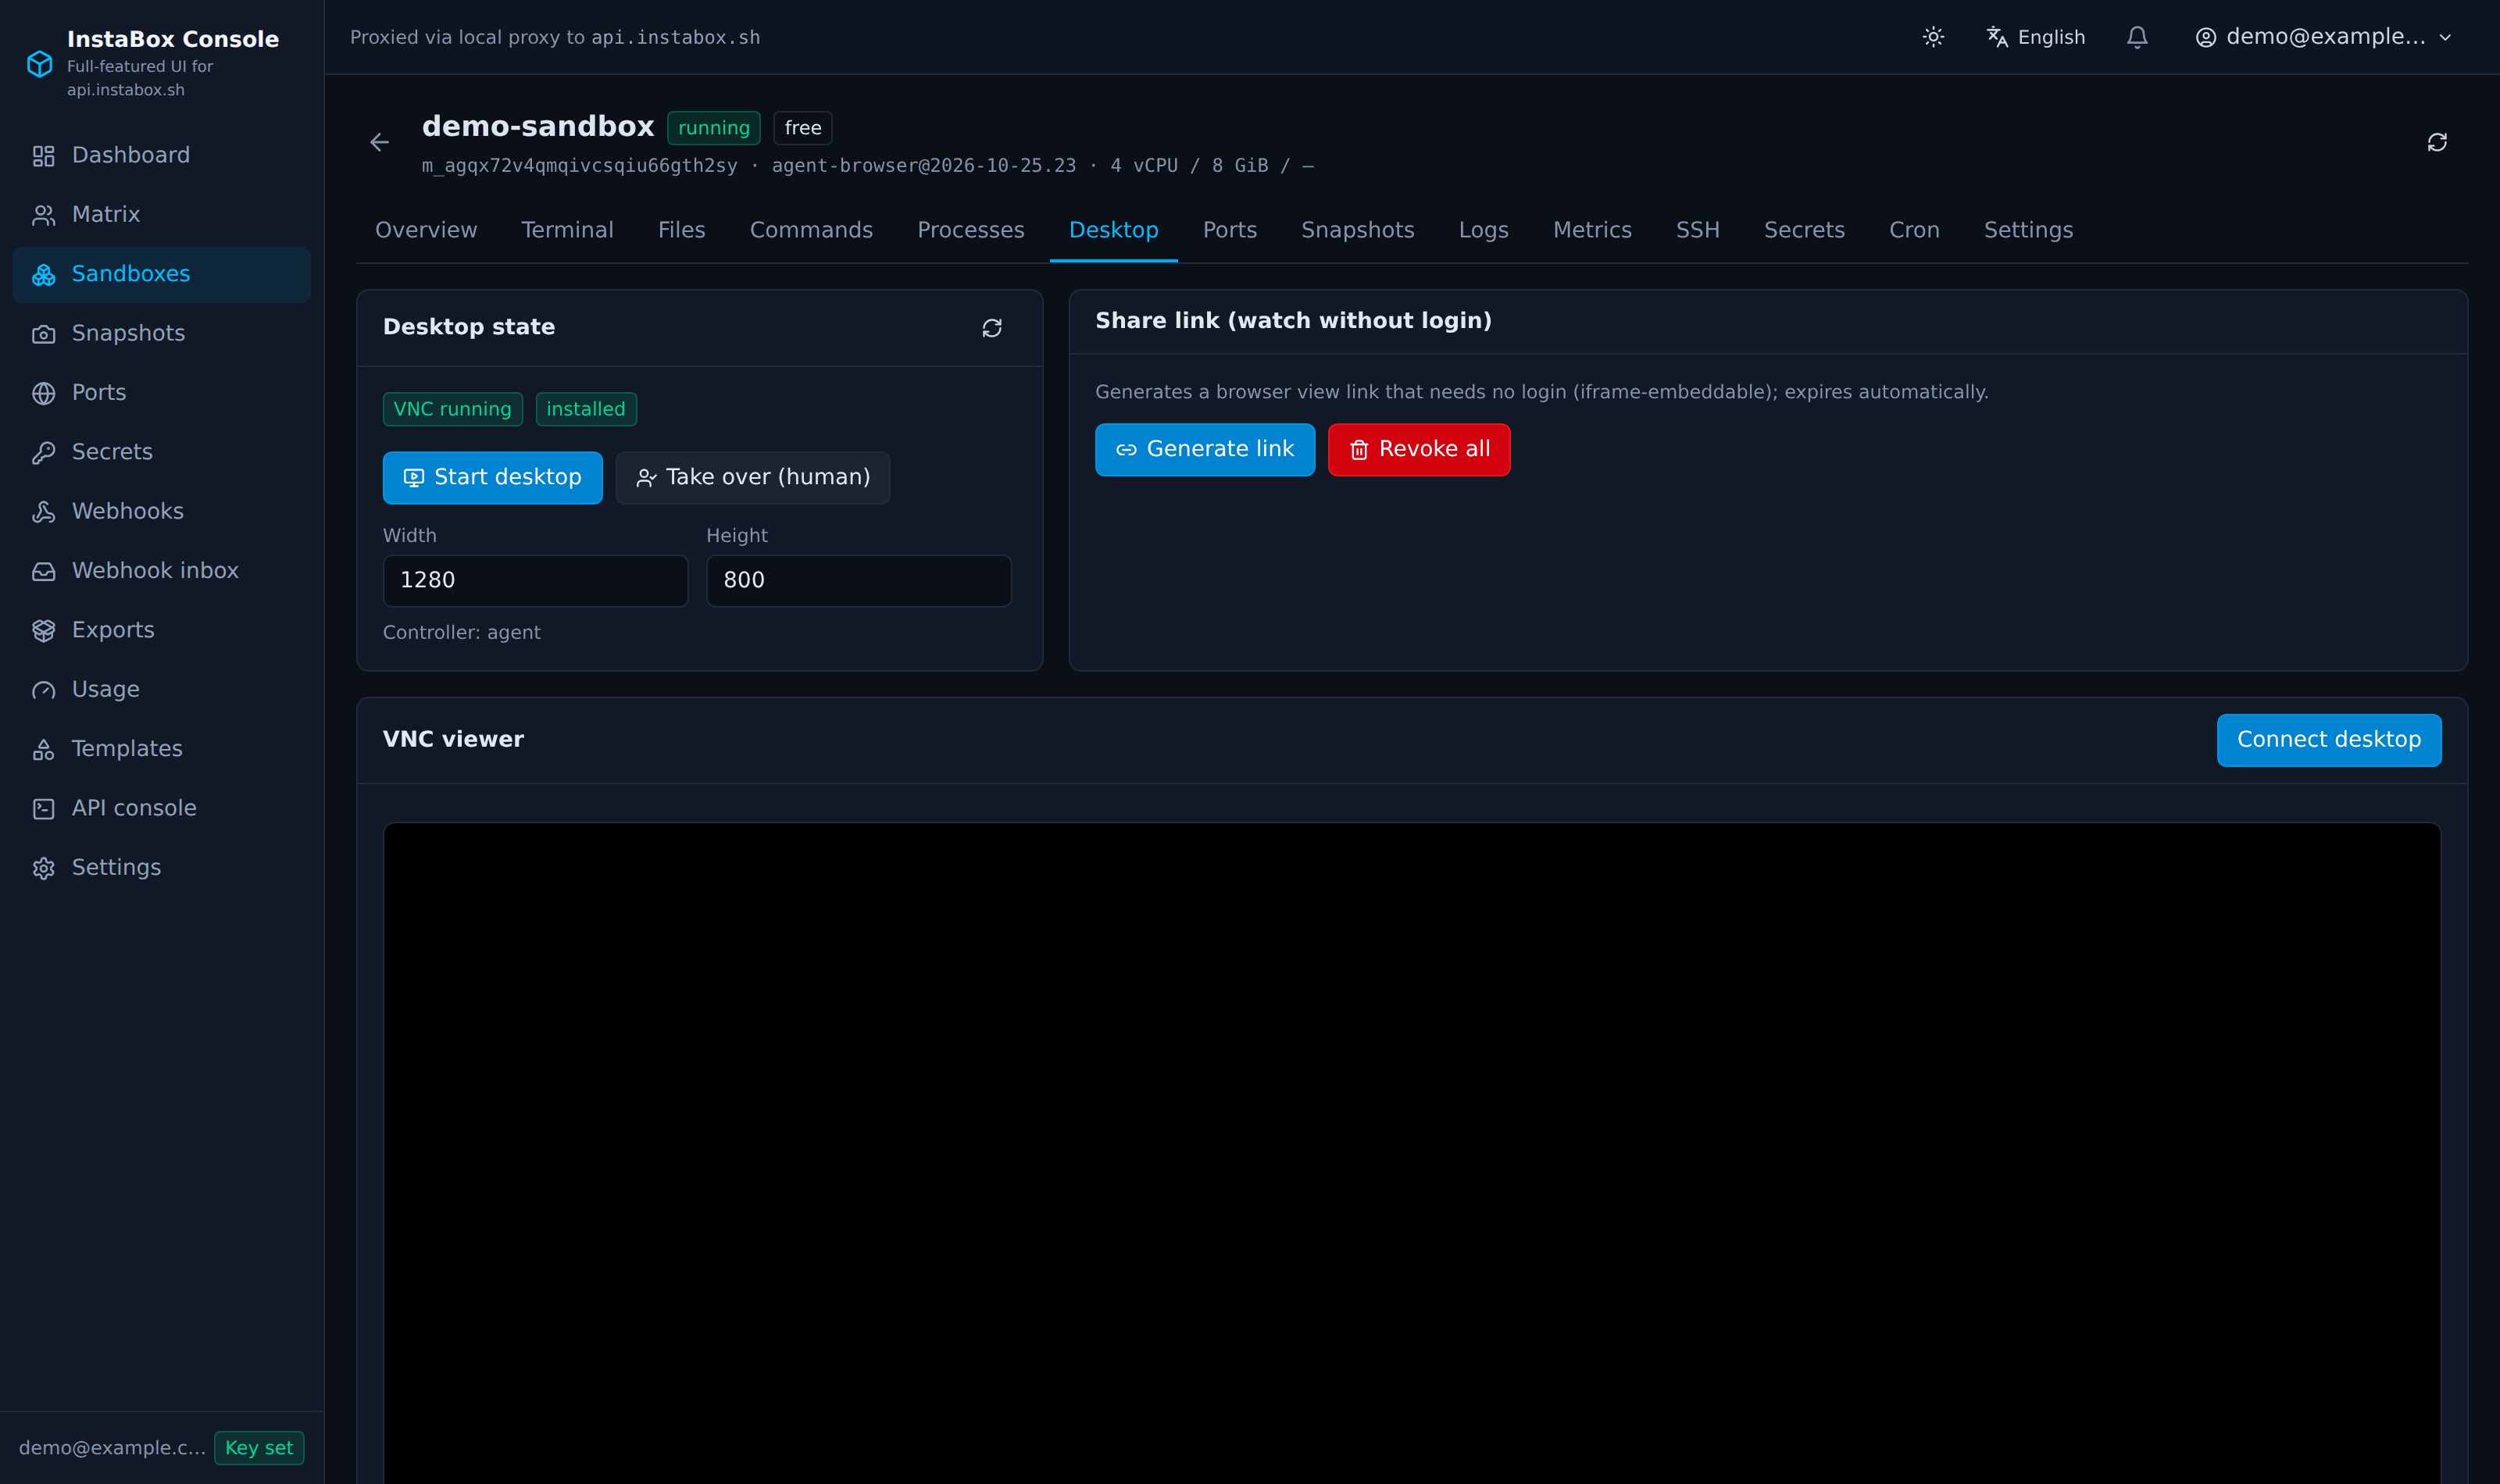 InstaBox Console
Full-featured UI for
api.instabox.sh
Dashboard
Matrix
Sandboxes
Snapshots
Ports
Secrets
Webhooks
Webhook inbox
Exports
Usage
Templates
API console
Settings
demo@example.c... Key set
Proxied via local proxy to api.instabox.sh
English
demo@example...
demo-sandbox running free
m_agqx72v4qmqivcsqiu66gth2sy · agent-browser@2026-10-25.23 · 4 vCPU / 8 GiB / —
Overview Terminal Files Commands Processes Desktop Ports Snapshots Logs Metrics SSH Secrets Cron Settings
Desktop state
VNC running installed
Start desktop Take over (human)
Width Height
1280 800
Controller: agent
Share link (watch without login)
Generates a browser view link that needs no login (iframe-embeddable); expires automatically.
Generate link Revoke all
VNC viewer
Connect desktop